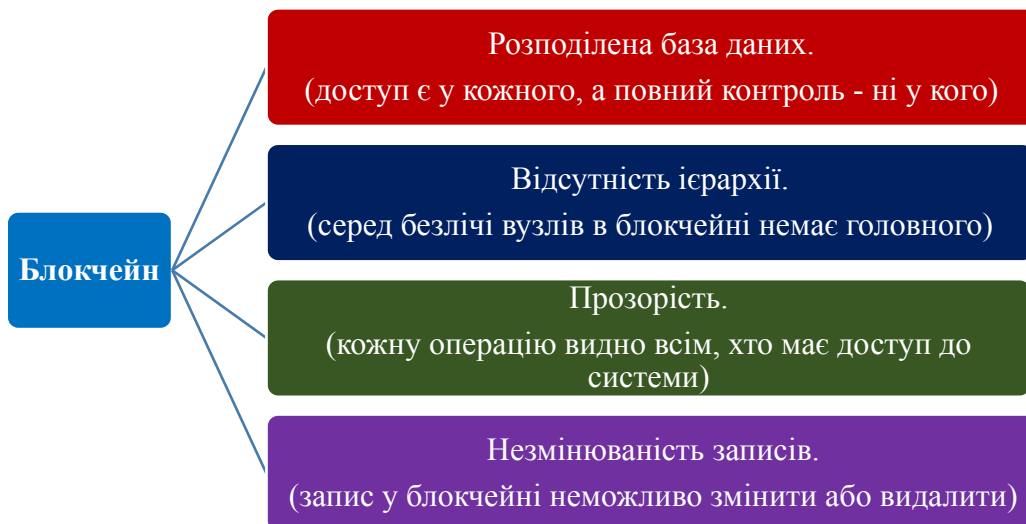 Розподілена база даних.
(доступ є у кожного, а повний контроль - ні у кого)
Відсутність ієрархії.
(серед безлічі вузлів в блокчейні немає головного)
Блокчейн
Прозорість.
(кожну операцію видно всім, хто має доступ до
системи)
Незмінюваність записів.
(запис у блокчейні неможливо змінити або видалити)